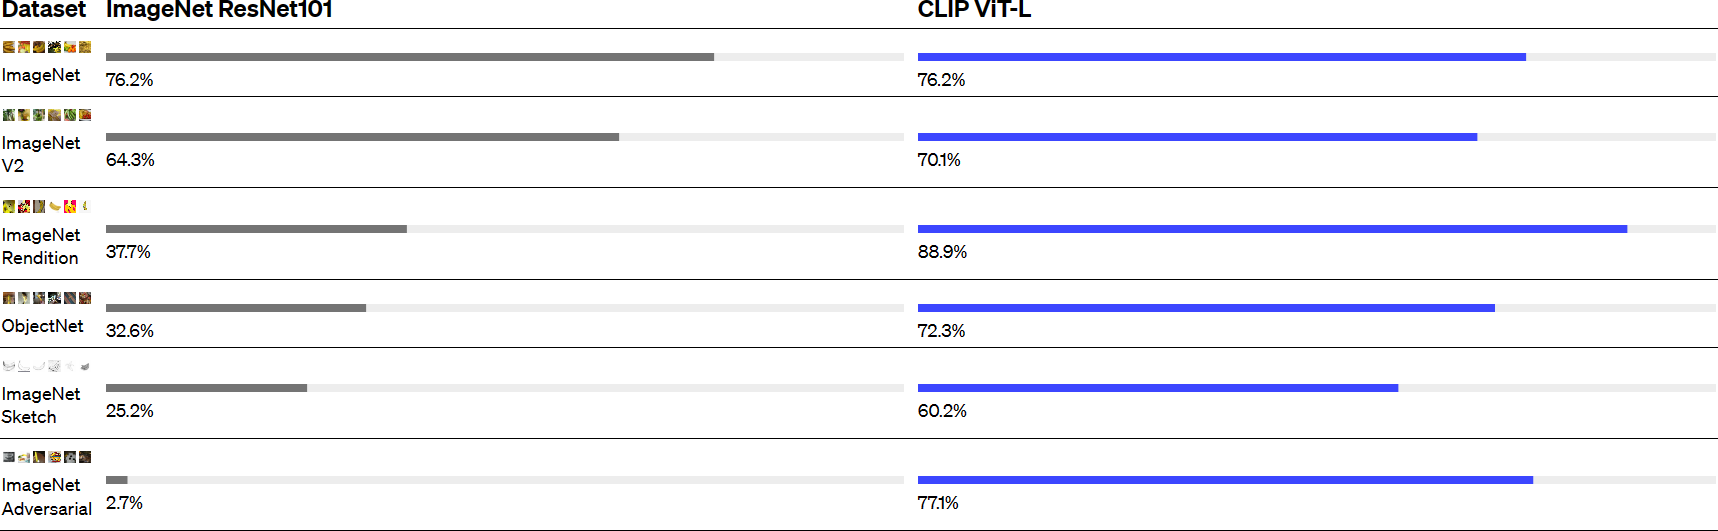 Dataset ImageNet ResNet101 CLIP ViT-L
ImageNet
76.2% 76.2%
ImageNet
V2
64.3% 70.1%
ImageNet
Rendition
37.7% 88.9%
ObjectNet
32.6% 72.3%
ImageNet
Sketch
25.2% 60.2%
ImageNet
Adversarial
2.7% 77.1%